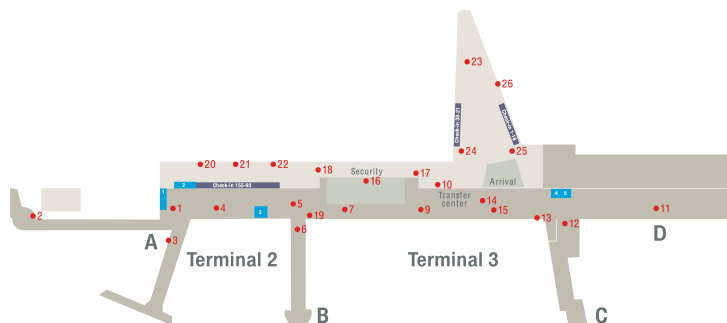 23
26
Check-in 38-21
Check-in 1-18
24
25
20
21
22
18
Security
17
16
10
Arrival
1
2
Check-in 155-93
Transfer
center
14
4 5
2
1
4
3
5
19
7
9
15
13
12
11
6
3
A
D
Terminal 2
Terminal 3
B
C